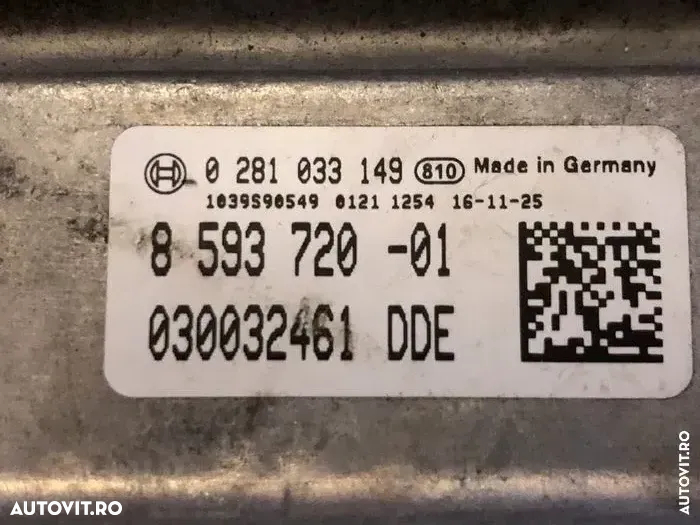 0 281 033 149 810 Made in Germany
1039S90549 0121 1254 16-11-25
8 593 720 -01
030032461 DDE
AUTOVIT.RO
AUTOVIT.RO